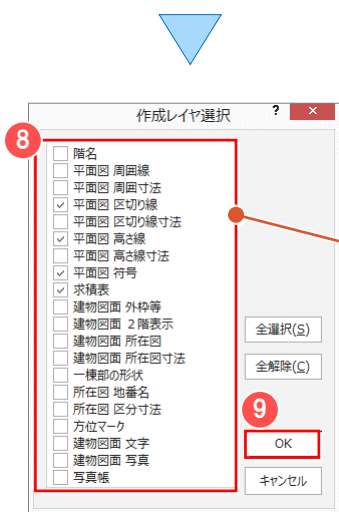 作成レイヤ選択 ? ×
8
階名
平面図 周囲線
平面図 周囲寸法
平面図 区切り線
平面図 区切り線寸法
平面図 高さ線
平面図 高さ線寸法
平面図 符号
求積表
建物図面 外枠等
建物図面 2階表示
建物図面 所在図
建物図面 所在図寸法
一棟部の形状
所在図 地番名
所在図 区分寸法
方位マーク
建物図面 文字
建物図面 写真
写真帳
全選択(S)
全解除(C)
9
OK
キャンセル